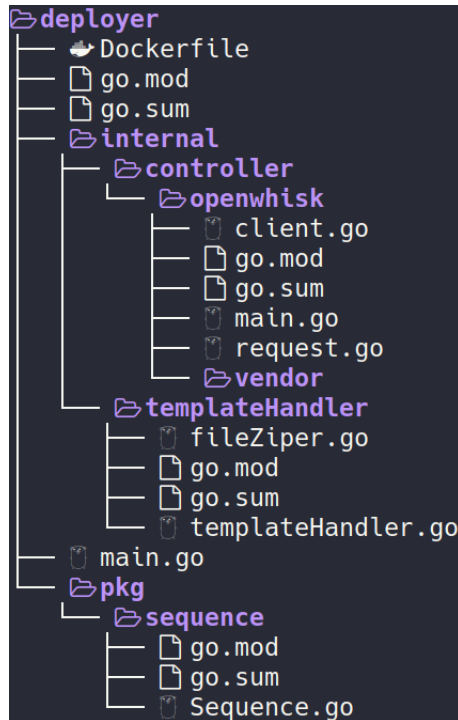 deployer
Dockerfile
go.mod
go.sum
internal
controller
openwhisk
client.go
go.mod
go.sum
main.go
request.go
vendor
templateHandler
fileZiper.go
go.mod
go.sum
templateHandler.go
main.go
pkg
sequence
go.mod
go.sum
Sequence.go